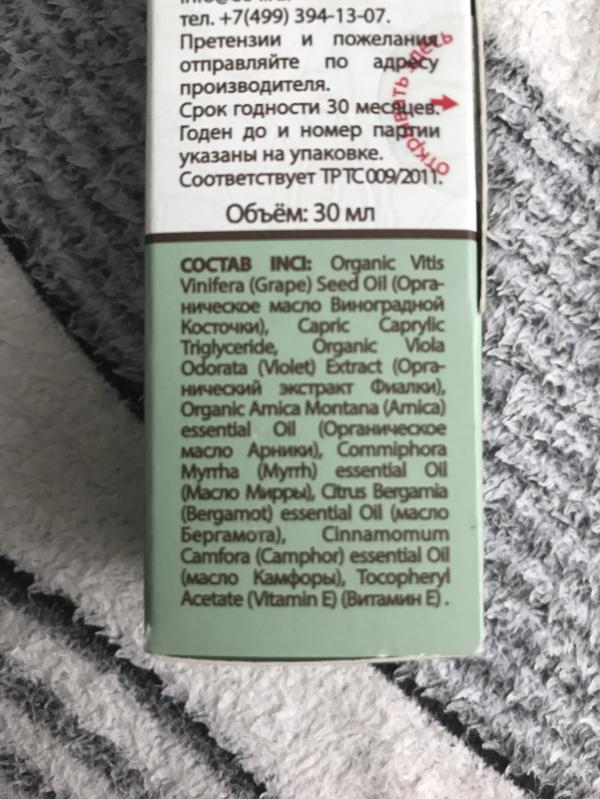 тел. +7(499) 394-13-07.
Претензии и пожелания
отправляйте по адресу
производителя.
Срок годности 30 месяцев.
Годен до и номер партии
указаны на упаковке.
Соответствует ТР ТС 009/2011.
открывать здесь
Объём: 30 мл
СОСТАВ INCI: Organic Vitis
Vinifera (Grape) Seed Oil (Орга-
ническое масло Виноградной
Косточки), Capric Caprylic
Triglyceride, Organic Viola
Odorata (Violet) Extract (Орга-
нический экстракт Фиалки),
Organic Arnica Montana (Arnica)
essential Oil (Органическое
масло Арники), Commiphora
Myrrha (Myrrh) essential Oil
(Масло Мирры), Citrus Bergamia
(Bergamot) essential Oil (масло
Бергамота), Cinnamomum
Camfora (Camphor) essential Oil
(масло Камфоры), Tocopheryl
Acetate (Vitamin E) (Витамин Е) .